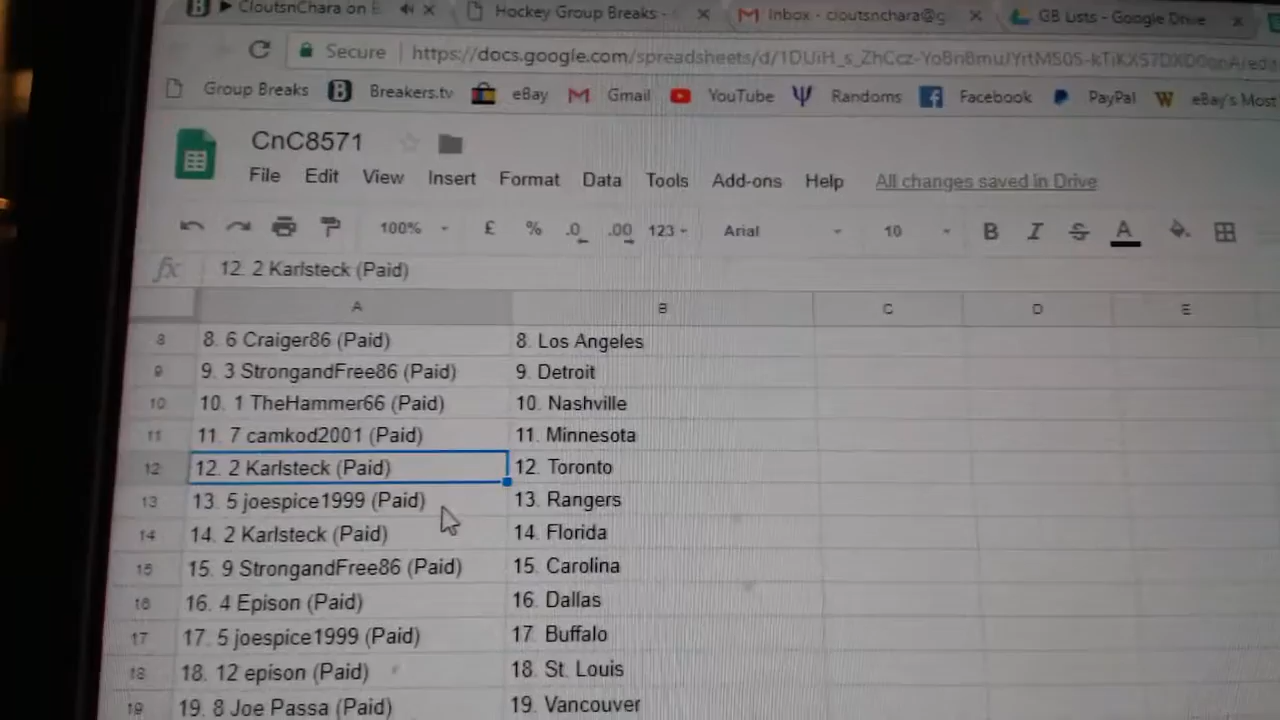 CloutsnChara on
Hockey Group Breaks -
Inbox - cloutsnchara@g
GB Lists - Google Drive
Secure
Group Breaks
Breakers.tv
eBay
Gmail
YouTube
Randoms
Facebook
PayPal
eBay's Most
CnC8571
File Edit View Insert Format Data Tools Add-ons Help All changes saved in Drive
100% £ % .0 .00 123 Arial 10 B I S A
fx 12. 2 Karlsteck (Paid)
A B C D E
8 8. 6 Craiger86 (Paid) 8. Los Angeles
9 9. 3 StrongandFree86 (Paid) 9. Detroit
10 10. 1 TheHammer66 (Paid) 10. Nashville
11 11. 7 camkod2001 (Paid) 11. Minnesota
12 12. 2 Karlsteck (Paid) 12. Toronto
13 13. 5 joespice1999 (Paid) 13. Rangers
14 14. 2 Karlsteck (Paid) 14. Florida
15 15. 9 StrongandFree86 (Paid) 15. Carolina
16 16. 4 Epison (Paid) 16. Dallas
17 17. 5 joespice1999 (Paid) 17. Buffalo
18 18. 12 epison (Paid) 18. St. Louis
19 19. 8 Joe Passa (Paid) 19. Vancouver